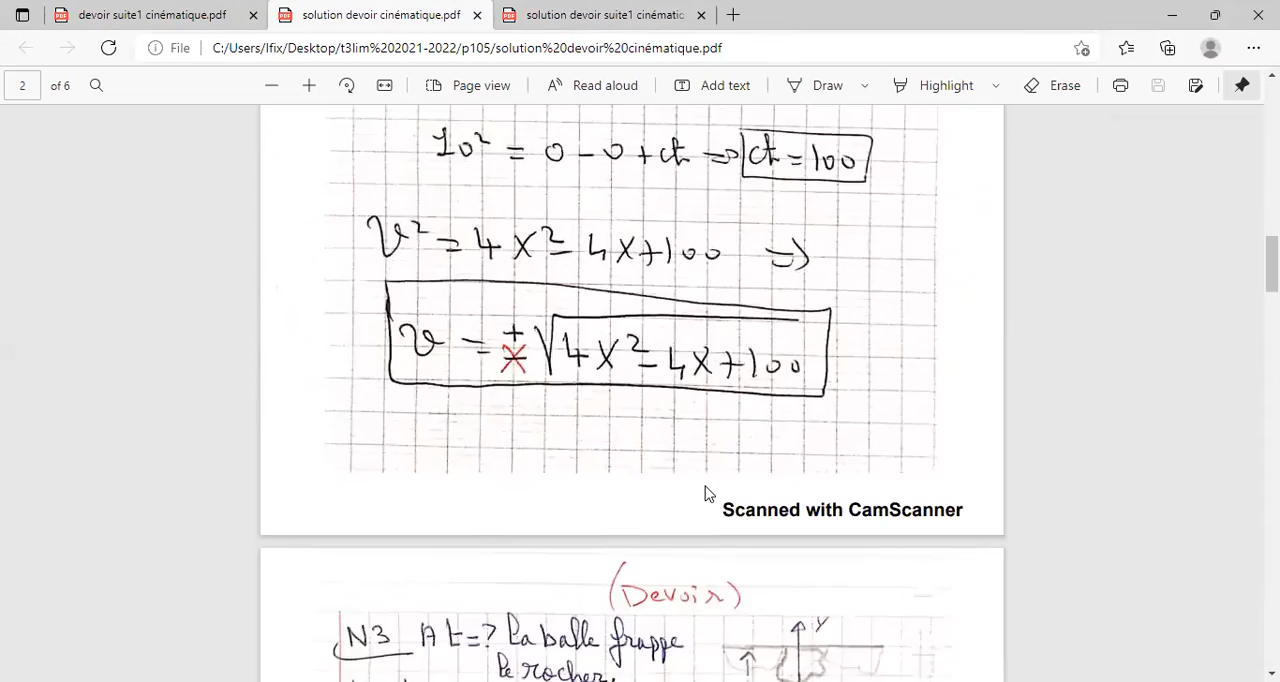 devoir cinématique.pdf
solution devoir cinématique.pdf
solution devoir suite1 cinématic
File
C:/Users/Ifix/Desktop/t3lim%202021-2022/p105/solution%20devoir%20cinématique.pdf
2
of 6
Page view
Read aloud
Add text
Draw
Highlight
Erase
10² = 0 - 0 + ct => ct = 100
v² = 4x² - 4x + 100 =>
v = ± √4x² - 4x + 100
Scanned with CamScanner
(Devoir)
N3 A t = ? La balle frappe
le rocher.
y